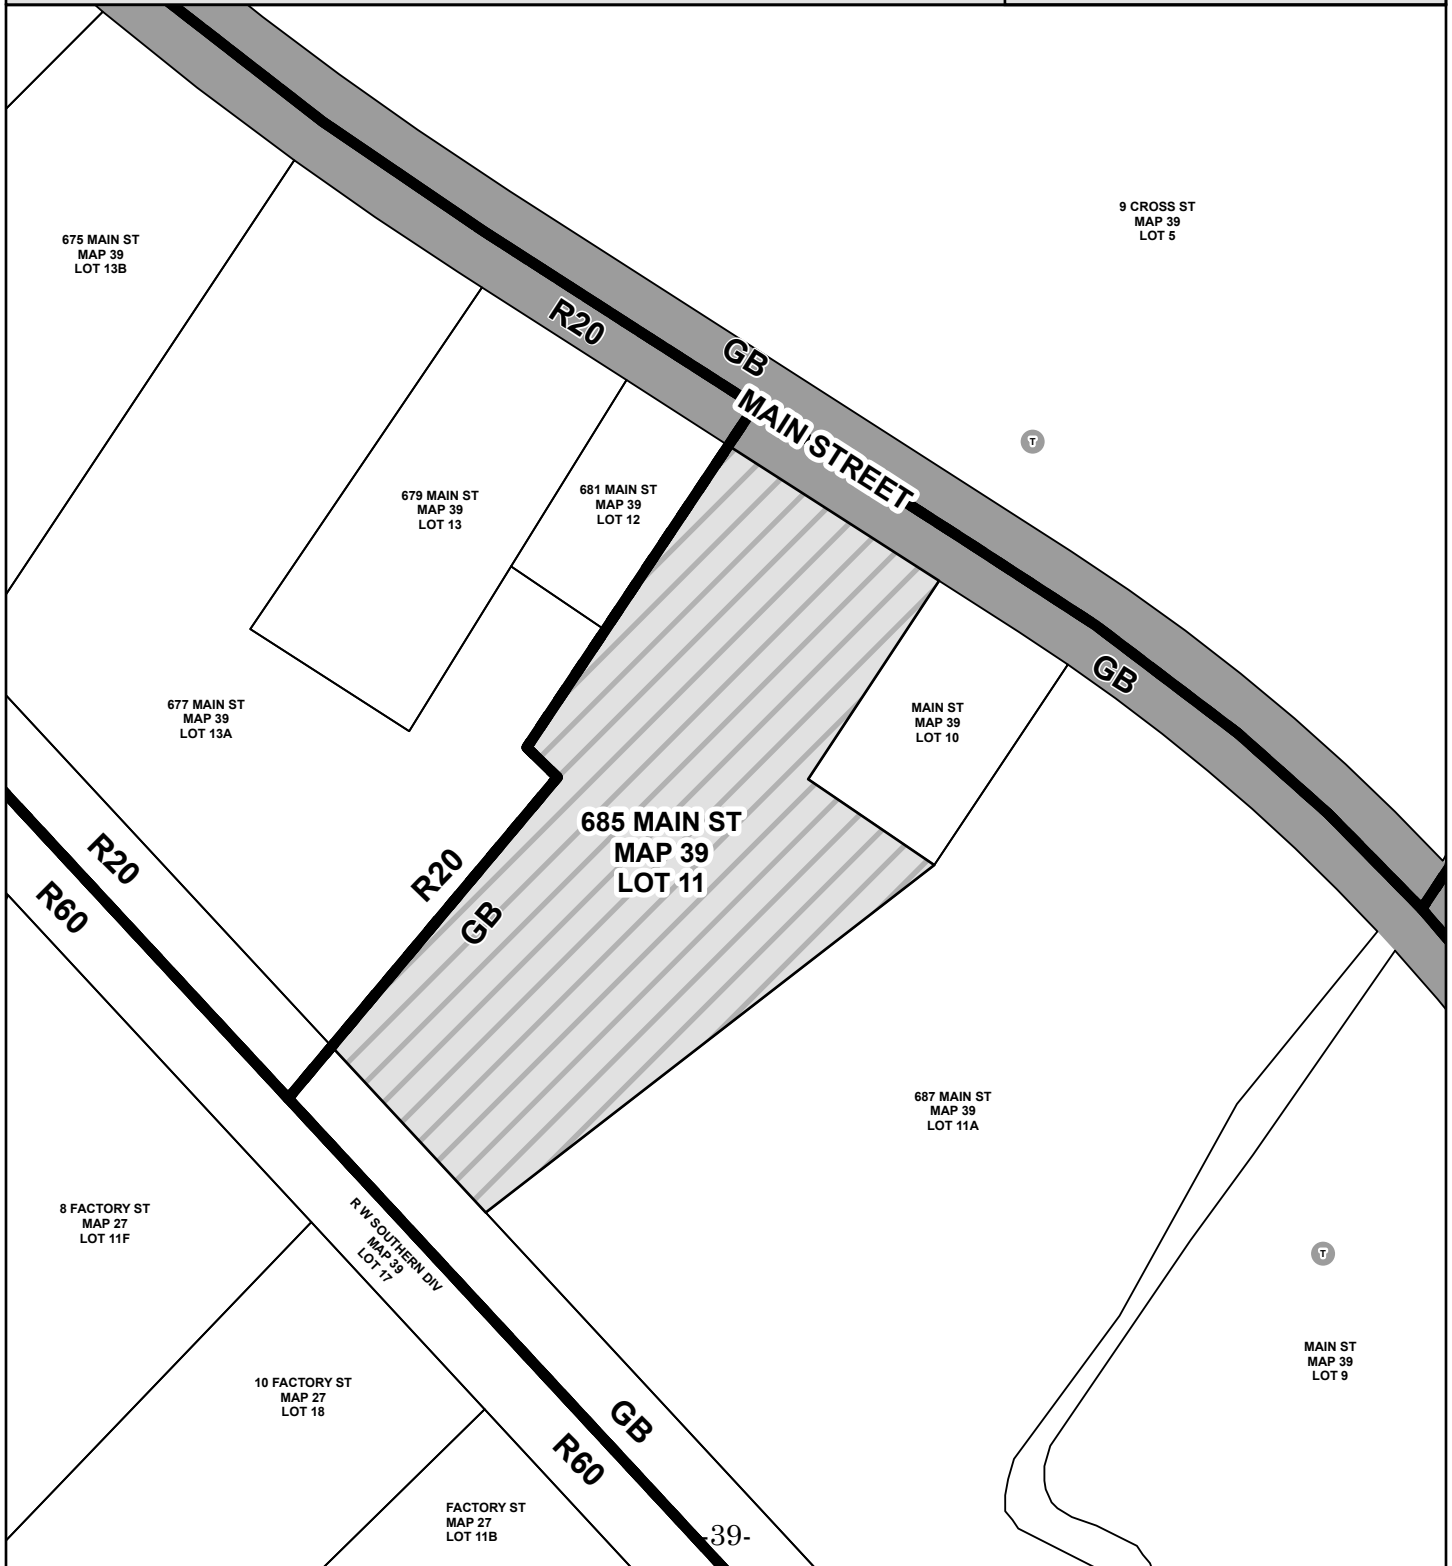 9 CROSS ST
MAP 39
LOT 5
675 MAIN ST
MAP 39
LOT 13B
R20
GB
MAIN STREET
T
679 MAIN ST
MAP 39
LOT 13
681 MAIN ST
MAP 39
LOT 12
GB
677 MAIN ST
MAP 39
LOT 13A
MAIN ST
MAP 39
LOT 10
685 MAIN ST
MAP 39
LOT 11
R20
R60
R20
GB
687 MAIN ST
MAP 39
LOT 11A
8 FACTORY ST
MAP 27
LOT 11F
R W SOUTHERN DIV
MAP 39
LOT 17
T
MAIN ST
MAP 39
LOT 9
10 FACTORY ST
MAP 27
LOT 18
GB
R60
FACTORY ST
MAP 27
LOT 11B
-39-